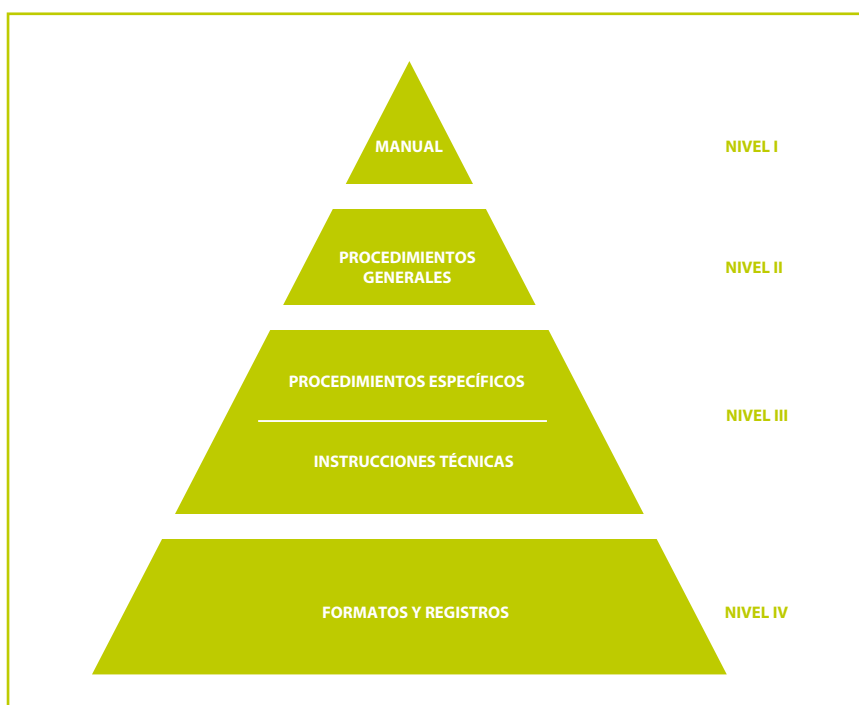 MANUAL
NIVEL I
PROCEDIMIENTOS
GENERALES
NIVEL II
PROCEDIMIENTOS ESPECÍFICOS
NIVEL III
INSTRUCCIONES TÉCNICAS
FORMATOS Y REGISTROS
NIVEL IV